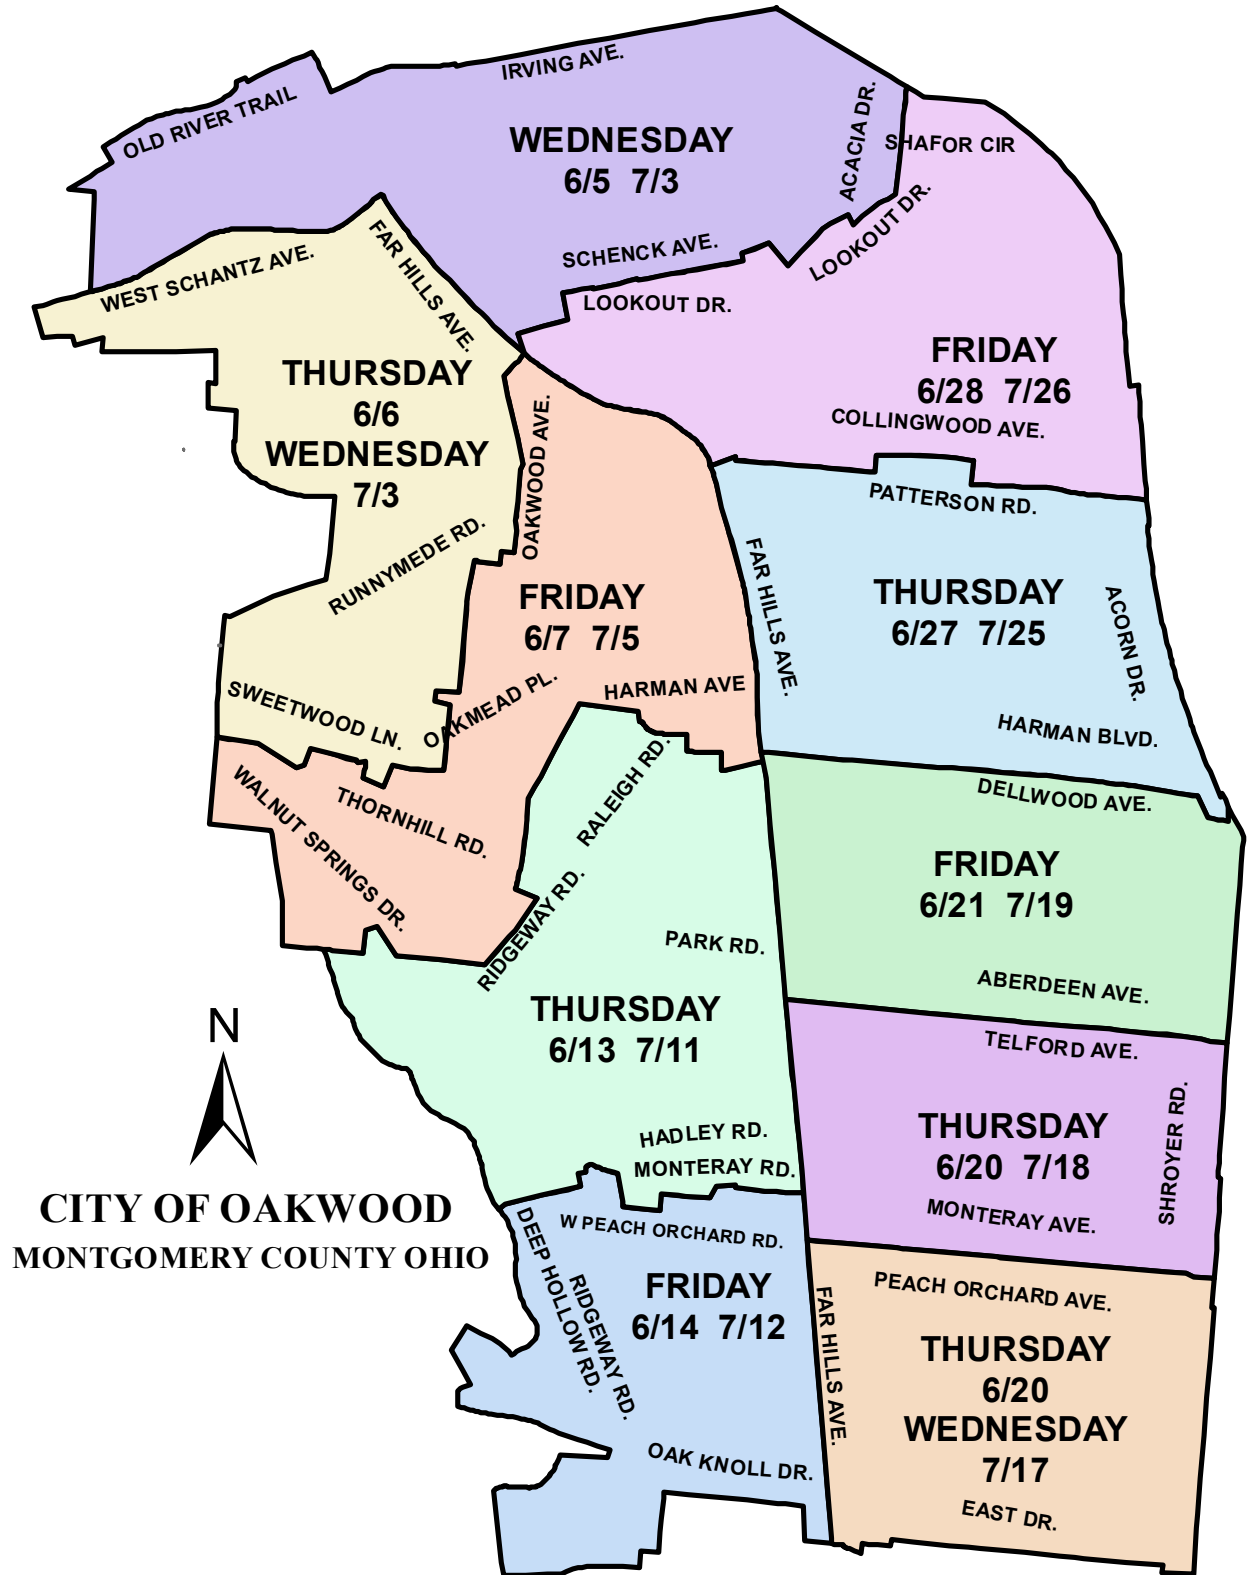 IRVING AVE.
OLD RIVER TRAIL
ACACIA DR.
WEDNESDAY
6/5 7/3
SHAFOR CIR
LOOKOUT DR.
SCHENCK AVE.
WEST SCHANTZ AVE.
FAR HILLS AVE.
LOOKOUT DR.
FRIDAY
6/28 7/26
COLLINGWOOD AVE.
THURSDAY
6/6
WEDNESDAY
7/3
OAKWOOD AVE.
RUNNYMEDE RD.
PATTERSON RD.
FAR HILLS AVE.
THURSDAY
6/27 7/25
ACORN DR.
HARMAN BLVD.
FRIDAY
6/7 7/5
HARMAN AVE
OAKMEAD PL.
SWEETWOOD LN.
WALNUT SPRINGS DR.
THORNHILL RD.
RALEIGH RD.
RIDGEWAY RD.
DELLWOOD AVE.
FRIDAY
6/21 7/19
ABERDEEN AVE.
PARK RD.
THURSDAY
6/13 7/11
HADLEY RD.
MONTERAY RD.
TELFORD AVE.
THURSDAY
6/20 7/18
SHROYER RD.
MONTERAY AVE.
N
CITY OF OAKWOOD
MONTGOMERY COUNTY OHIO
W PEACH ORCHARD RD.
DEEP HOLLOW RD.
RIDGEWAY RD.
FRIDAY
6/14 7/12
OAK KNOLL DR.
FAR HILLS AVE.
PEACH ORCHARD AVE.
THURSDAY
6/20
WEDNESDAY
7/17
EAST DR.